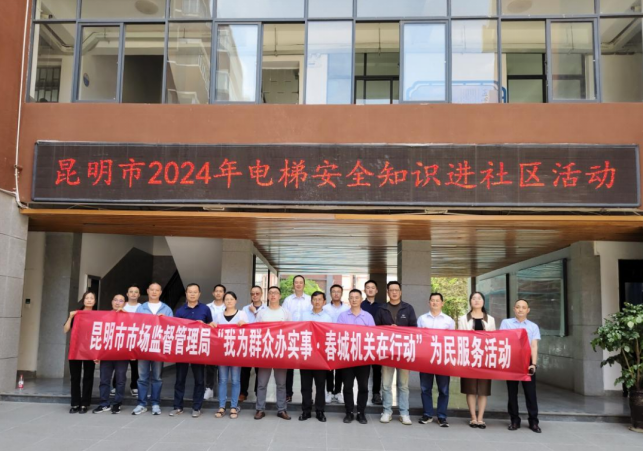 昆明市2024年电梯安全知识进社区活动
昆明市市场监督管理局“我为群众办实事·春城机关在行动”为民服务活动